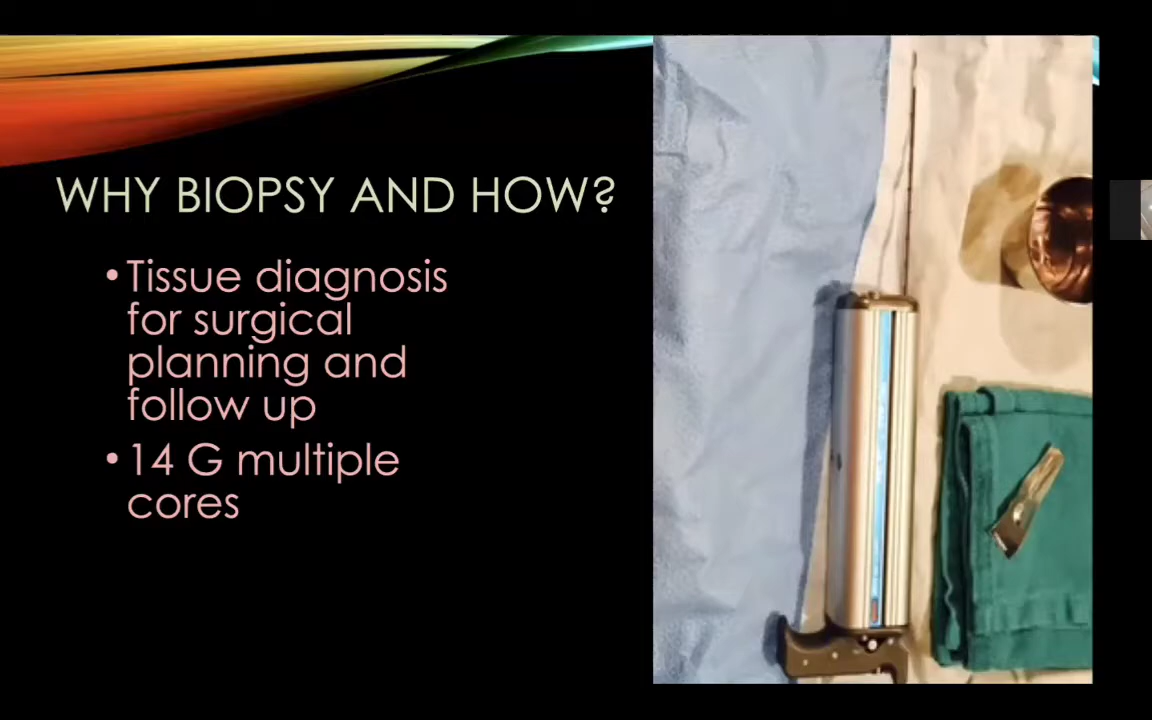 WHY BIOPSY AND HOW?
•Tissue diagnosis
for surgical
planning and
follow up
•14 G multiple
cores